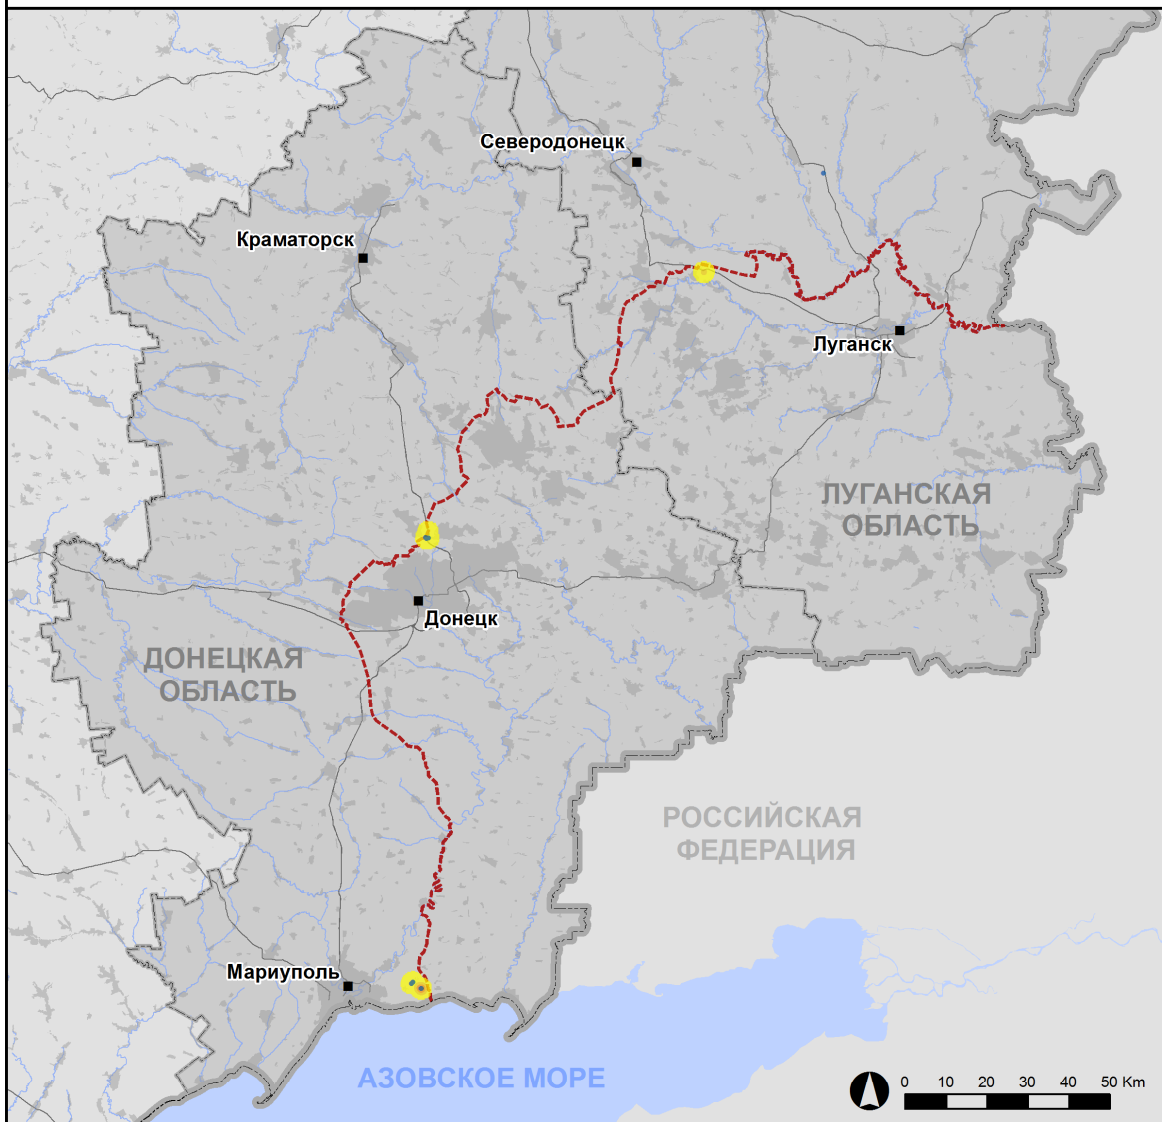 Северодонецк
Краматорск
Луганск
ЛУГАНСКАЯ
ОБЛАСТЬ
Донецк
ДОНЕЦКАЯ
ОБЛАСТЬ
РОССИЙСКАЯ
ФЕДЕРАЦИЯ
Мариуполь
АЗОВСКОЕ МОРЕ
0 10 20 30 40 50 Km